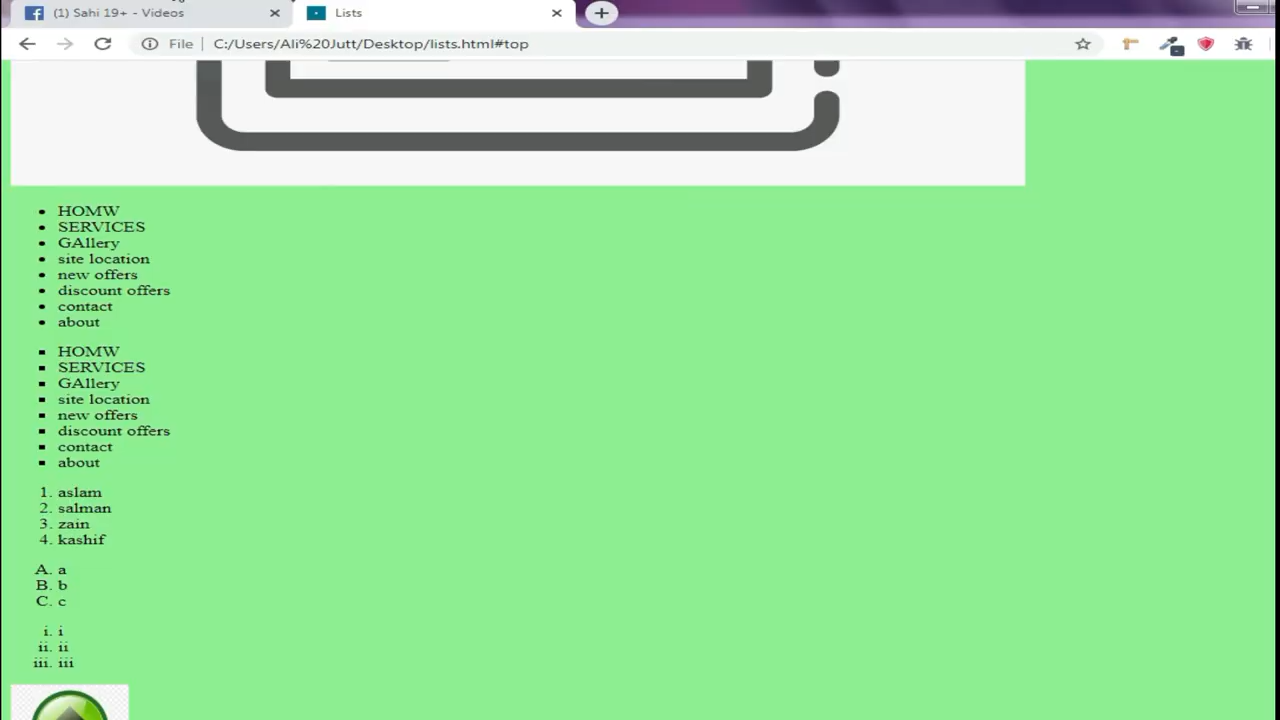 (1) Sahi 19+ - Videos
Lists
File
C:/Users/Ali%20Jutt/Desktop/lists.html#top
• HOMW
• SERVICES
• GAllery
• site location
• new offers
• discount offers
• contact
• about
▪ HOMW
▪ SERVICES
▪ GAllery
▪ site location
▪ new offers
▪ discount offers
▪ contact
▪ about
1. aslam
2. salman
3. zain
4. kashif
A. a
B. b
C. c
i. i
ii. ii
iii. iii